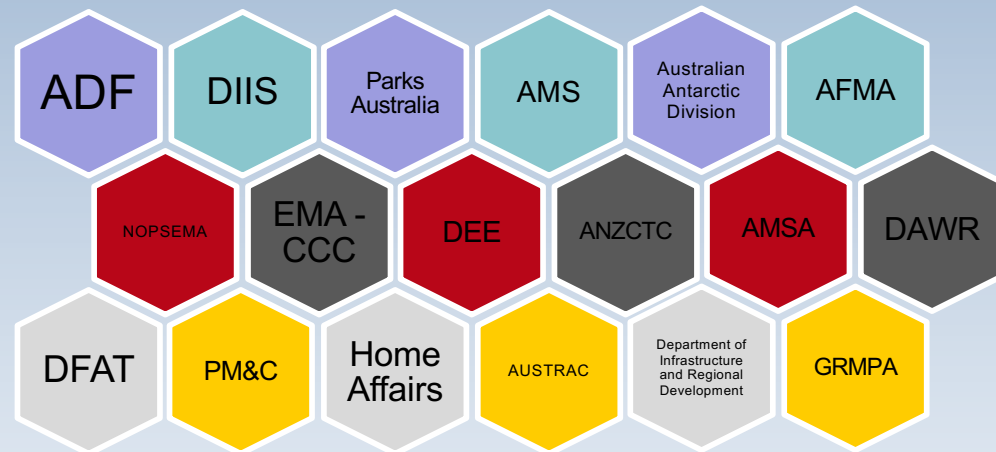 ADF
DIIS
Parks
Australia
AMS
Australian
Antarctic
Division
AFMA
NOPSEMA
EMA -
CCC
DEE
ANZCTC
AMSA
DAWR
DFAT
PM&C
Home
Affairs
AUSTRAC
Department of
Infrastructure
and Regional
Development
GRMPA